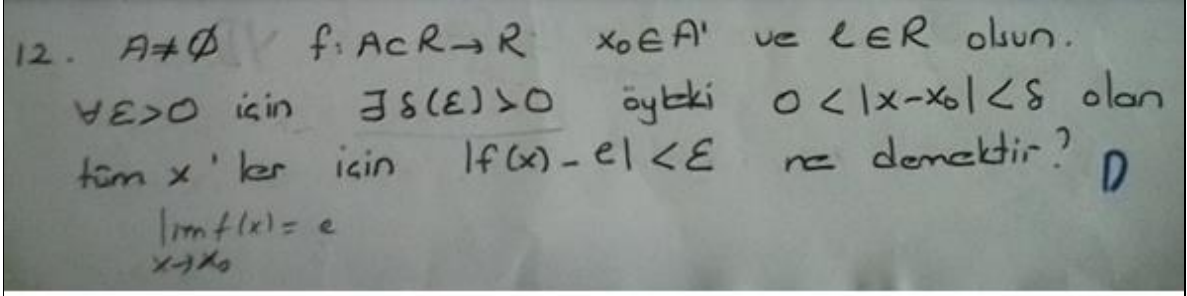 12. A≠∅ f: A⊂R→R x₀∈A' ve ℓ∈R olsun.
∀ε>0 için ∃δ(ε)>0 öyleki 0<|x-x₀|<δ olan
tüm x'ler için |f(x)-ℓ|<ε ne demektir? D
lim f(x) = ℓ
x→x₀